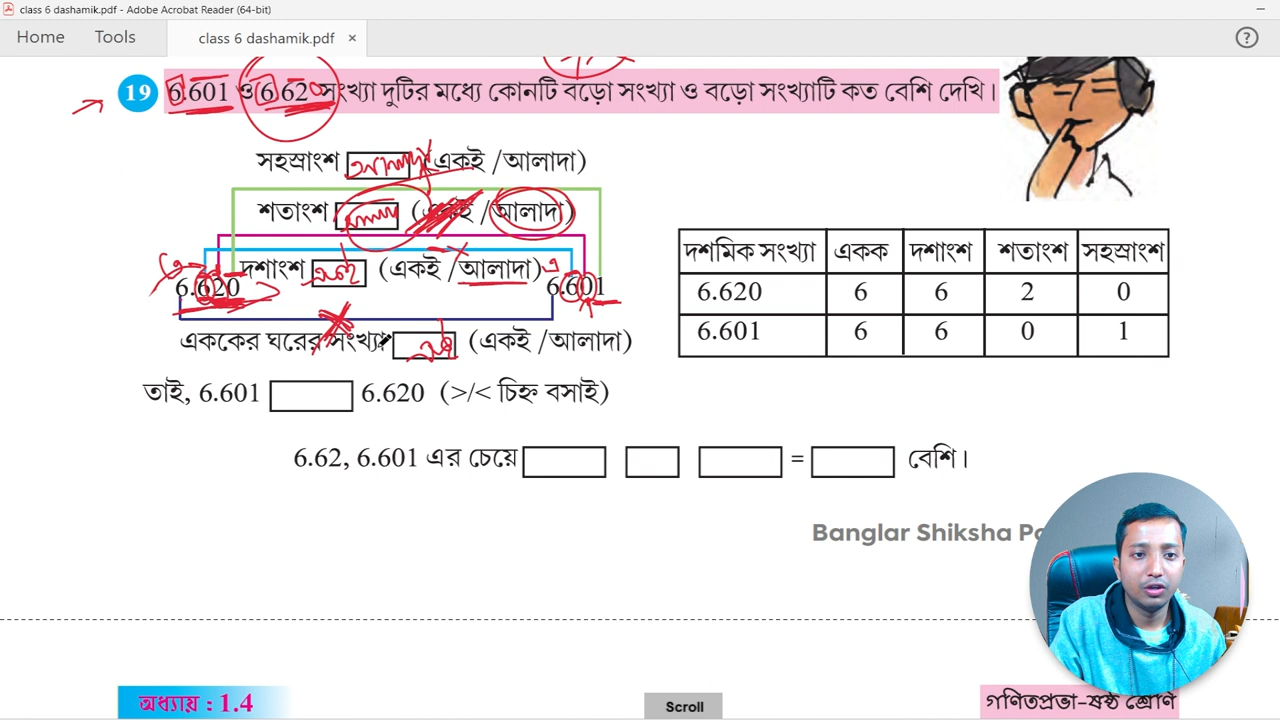 class 6 dashamik.pdf - Adobe Acrobat Reader (64-bit)
Home Tools class 6 dashamik.pdf × ?
19 6.601 ও 6.62 সংখ্যা দুটির মধ্যে কোনটি বড়ো সংখ্যা ও বড়ো সংখ্যাটি কত বেশি দেখি।
সহস্রাংশ আলাদা (একই /আলাদা)
শতাংশ (একই /আলাদা)
দশাংশ একই (একই /আলাদা)
6.620 6.601
এককের ঘরের সংখ্যা একই (একই /আলাদা)
দশমিক সংখ্যা একক দশাংশ শতাংশ সহস্রাংশ
6.620 6 6 2 0
6.601 6 6 0 1
তাই, 6.601 6.620 (>/< চিহ্ন বসাই)
6.62, 6.601 এর চেয়ে = বেশি।
Banglar Shiksha
অধ্যায় : 1.4 Scroll গণিতপ্রভা-ষষ্ঠ শ্রেণি